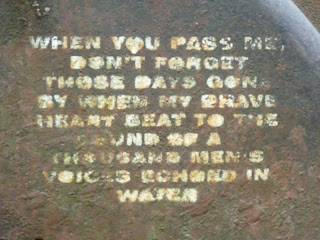 WHEN YOU PASS ME,
DON'T FORGET
THOSE DAYS GONE
BY WHEN MY BRAVE
HEART BEAT TO THE
SOUND OF A
THOUSAND MEN'S
VOICES ECHOND IN
WATER